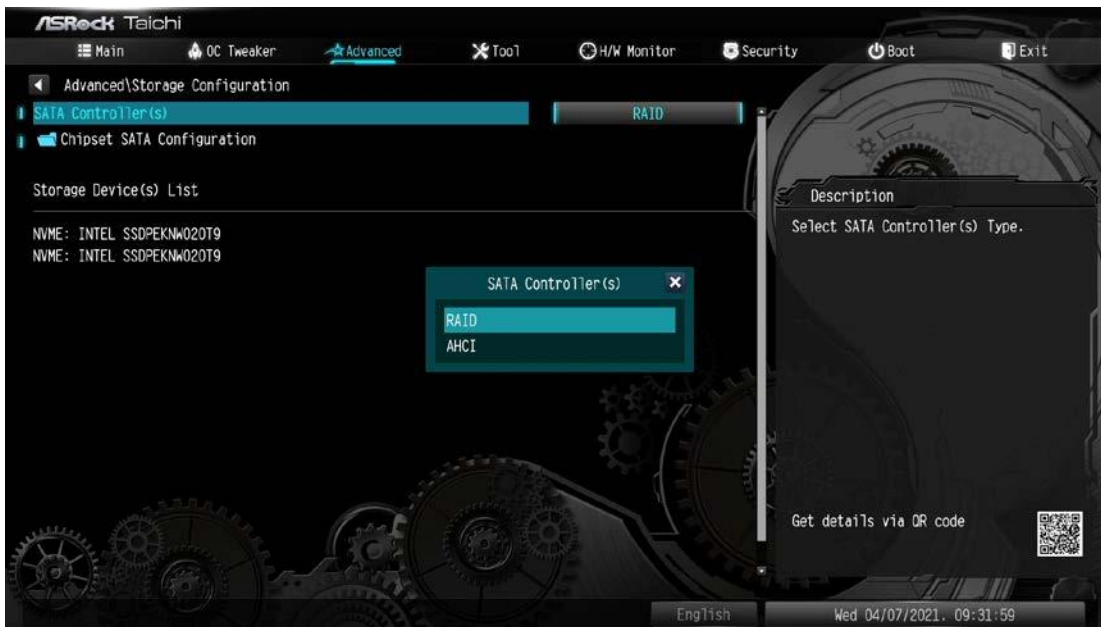 ASRock Taichi
Main OC Tweaker Advanced Tool H/W Monitor Security Boot Exit
Advanced\Storage Configuration
SATA Controller(s) RAID
Chipset SATA Configuration
Storage Device(s) List
NVME: INTEL SSDPEKNW020T9
NVME: INTEL SSDPEKNW020T9
SATA Controller(s)
RAID
AHCI
Description
Select SATA Controller(s) Type.
Get details via QR code
English
Wed 04/07/2021. 09:31:59